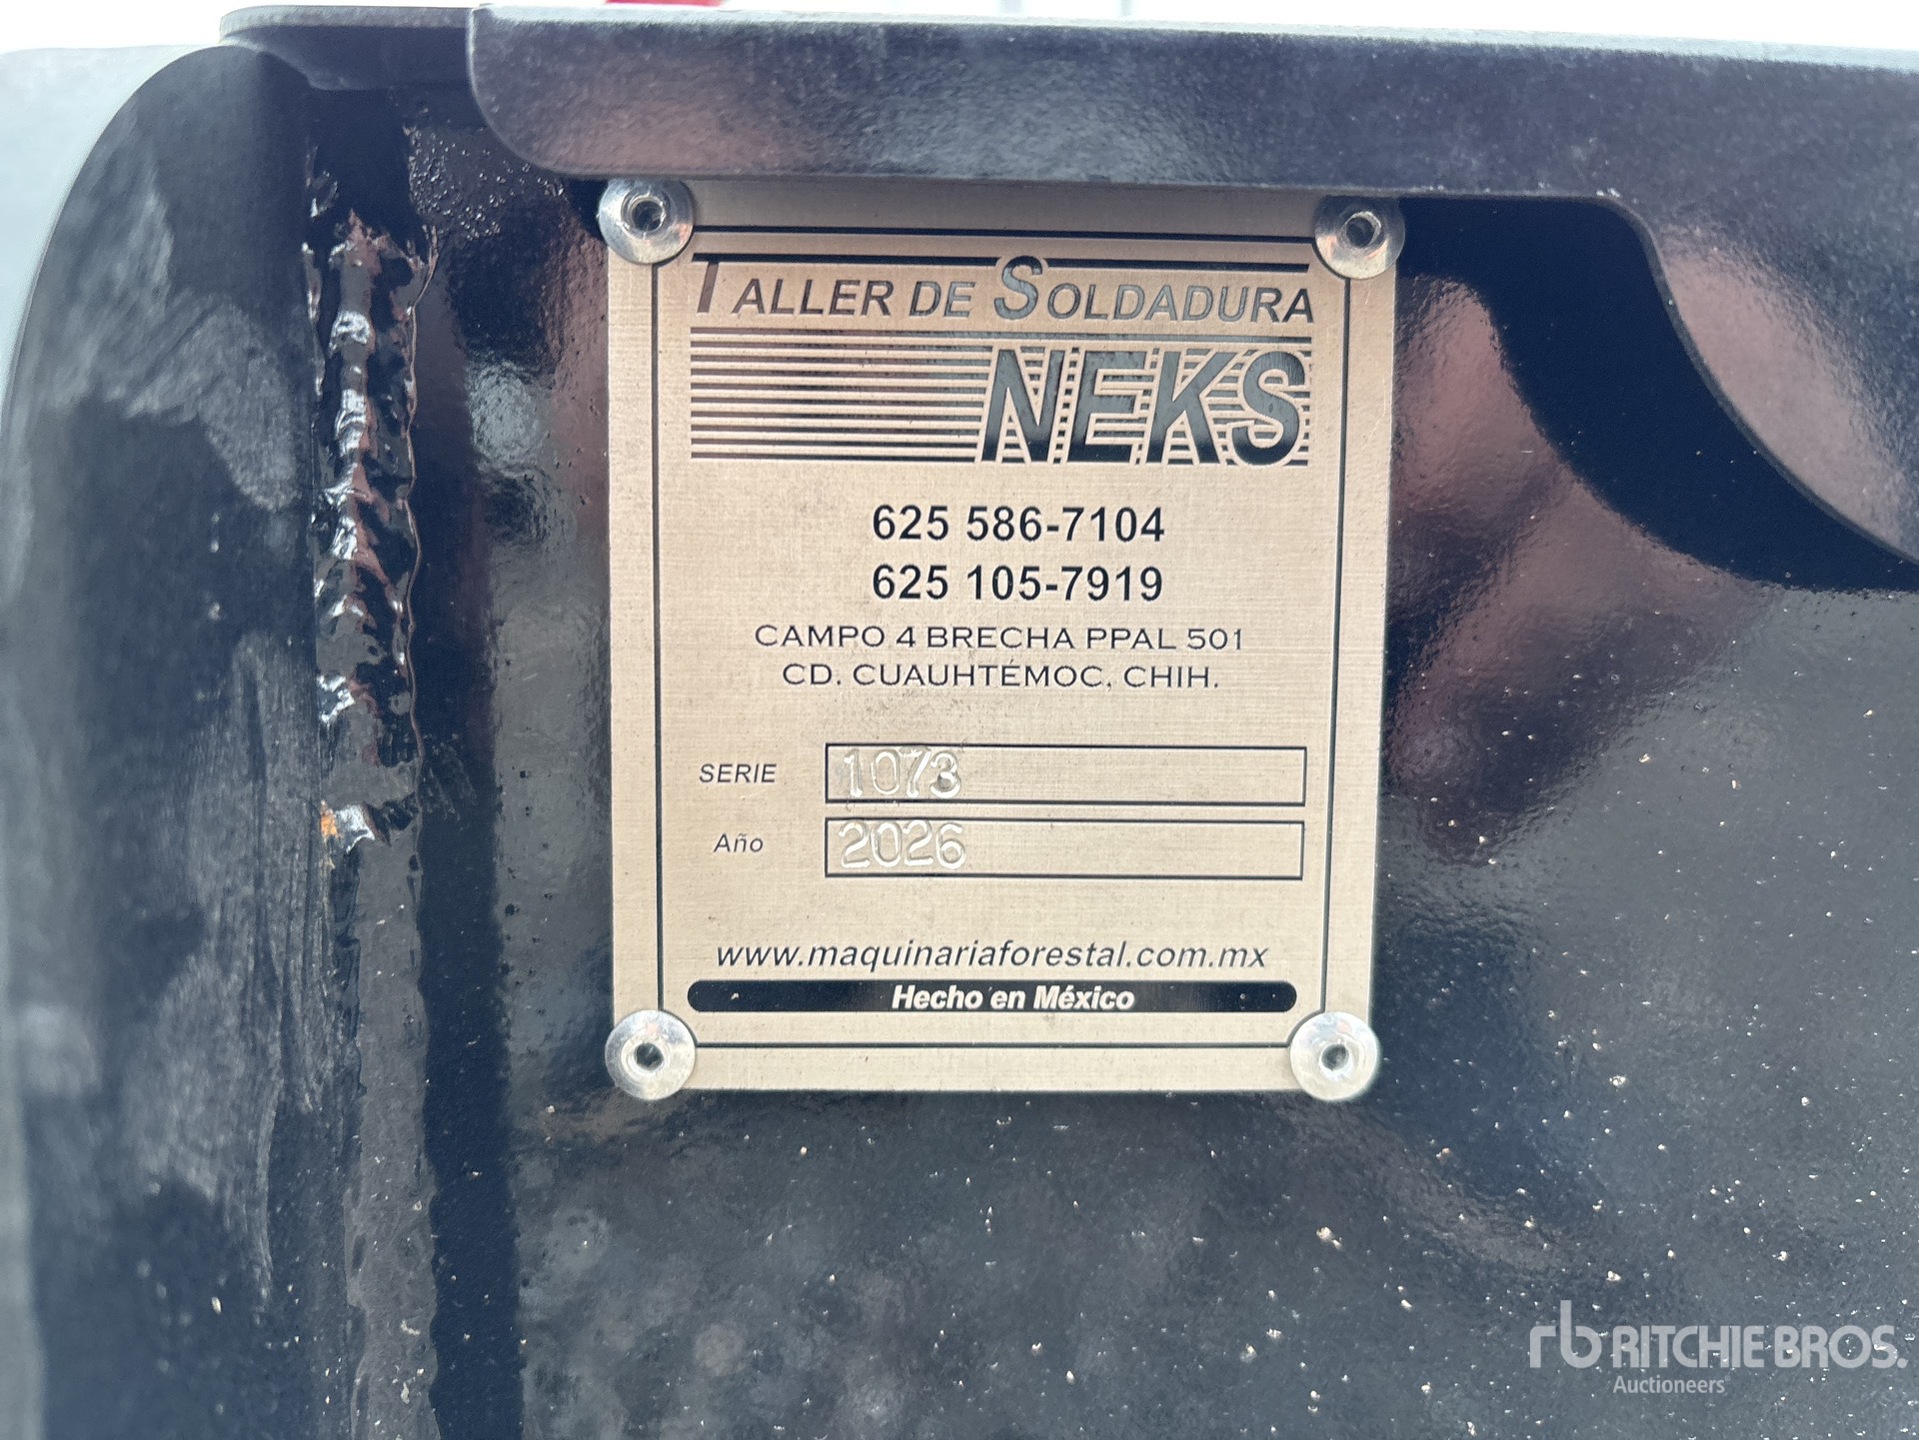 TALLER DE SOLDADURA
NEKS
625 586-7104
625 105-7919
CAMPO 4 BRECHA PPAL 501
CD. CUAUHTÉMOC, CHIH.
SERIE 1073
Año 2026
www.maquinariaforestal.com.mx
Hecho en México
rb RITCHIE BROS.
Auctioneers